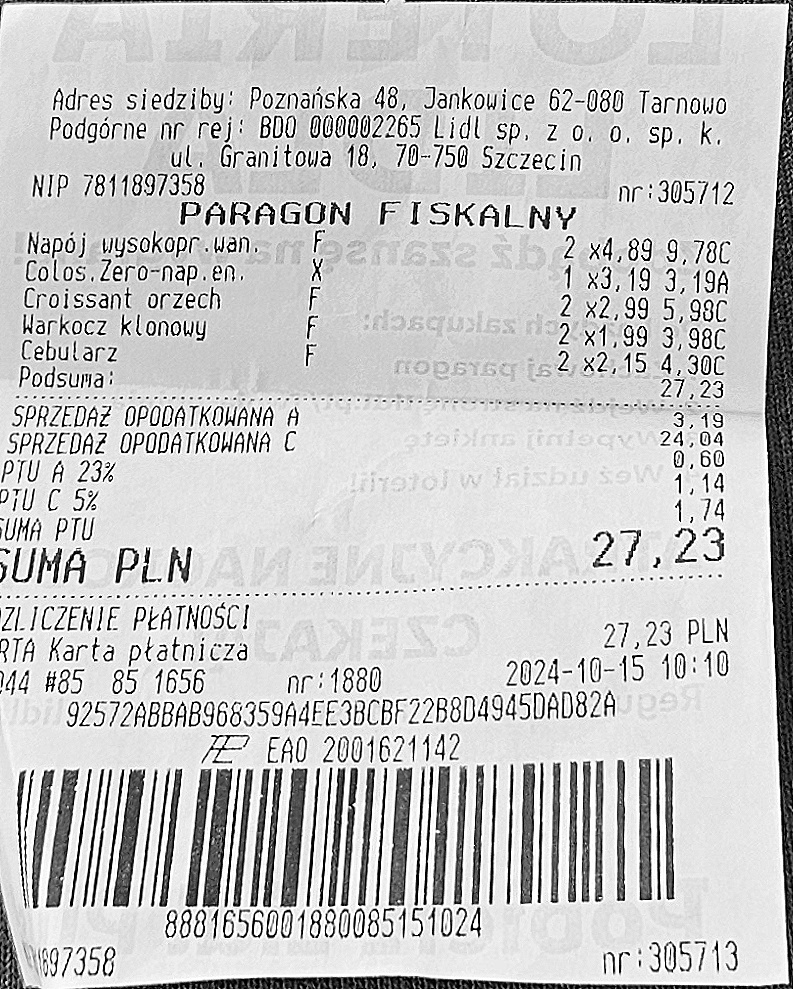 Adres siedziby: Poznańska 48, Jankowice 62-080 Tarnowo
Podgórne nr rej: BDO 000002265 Lidl sp. z o. o. sp. k.
ul. Granitowa 18, 70-750 Szczecin
NIP 7811897358 nr:305712
PARAGON FISKALNY
Napój wysokopr.wan. F 2 x4,89 9,78C
Colos.Zero-nap.en. X 1 x3,19 3,19A
Croissant orzech F 2 x2,99 5,98C
Warkocz klonowy F 2 x1,99 3,98C
Cebularz F 2 x2,15 4,30C
Podsuma: 27,23
SPRZEDAŻ OPODATKOWANA A 3,19
SPRZEDAŻ OPODATKOWANA C 24,04
PTU A 23% 0,60
PTU C 5% 1,14
SUMA PTU 1,74
SUMA PLN 27,23
ZLICZENIE PŁATNOŚCI
RTA Karta płatnicza 27,23 PLN
044 #85 85 1656 nr:1880 2024-10-15 10:10
92572ABBAB968359A4EE3BCBF22B8D4945DAD82A
EAO 2001621142
8881656001880085151024
1897358 nr:305713